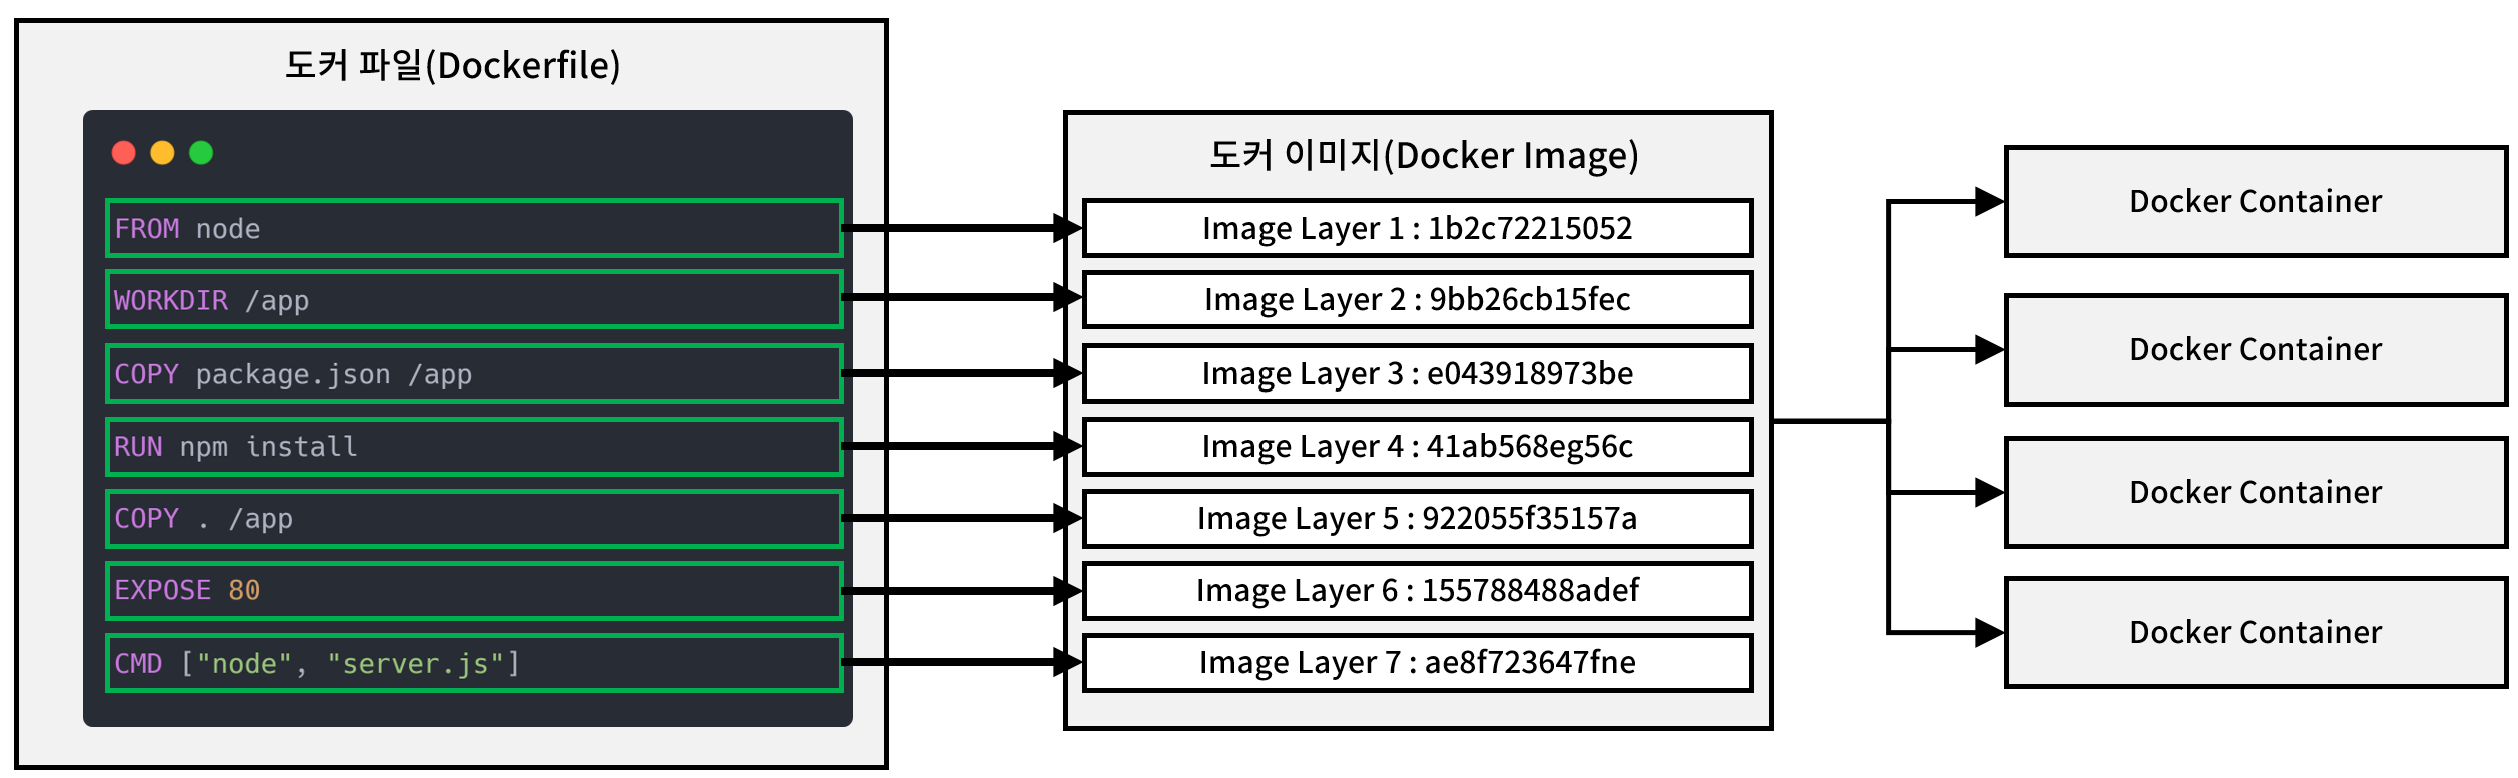 도커 파일(Dockerfile)
FROM node
WORKDIR /app
COPY package.json /app
RUN npm install
COPY . /app
EXPOSE 80
CMD ["node", "server.js"]
도커 이미지(Docker Image)
Image Layer 1 : 1b2c72215052
Image Layer 2 : 9bb26cb15fec
Image Layer 3 : e043918973be
Image Layer 4 : 41ab568eg56c
Image Layer 5 : 922055f35157a
Image Layer 6 : 155788488adef
Image Layer 7 : ae8f723647fne
Docker Container
Docker Container
Docker Container
Docker Container